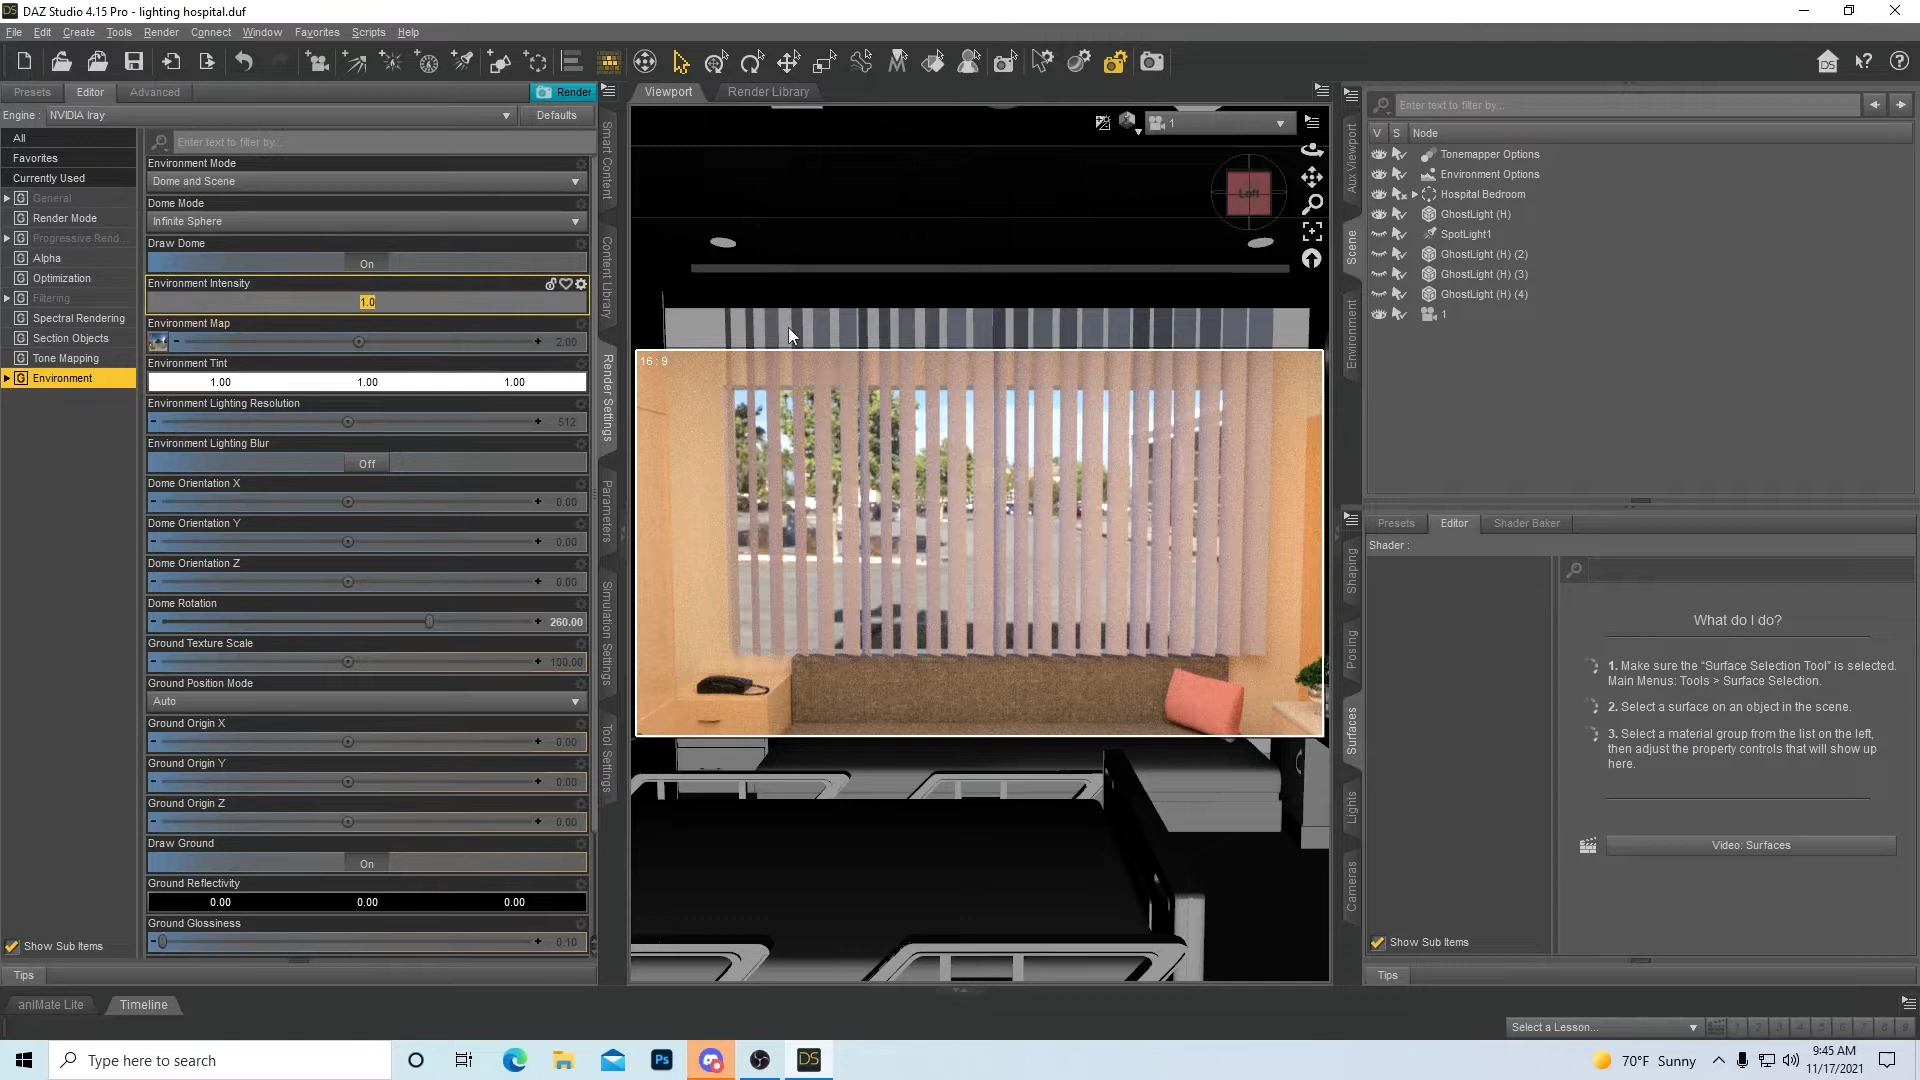 DAZ Studio 4.15 Pro - lighting hospital.duf
File Edit Create Tools Render Connect Window Favorites Scripts Help
Presets Editor Advanced Render
Engine : NVIDIA Iray Defaults
All
Favorites
Currently Used
General
Render Mode
Progressive Rend...
Alpha
Optimization
Filtering
Spectral Rendering
Section Objects
Tone Mapping
Environment
Show Sub Items
Tips
Enter text to filter by...
Environment Mode
Dome and Scene
Dome Mode
Infinite Sphere
Draw Dome
On
Environment Intensity
1.0
Environment Map
2.00
Environment Tint
1.00 1.00 1.00
Environment Lighting Resolution
512
Environment Lighting Blur
Off
Dome Orientation X
0.00
Dome Orientation Y
0.00
Dome Orientation Z
0.00
Dome Rotation
260.00
Ground Texture Scale
100.00
Ground Position Mode
Auto
Ground Origin X
0.00
Ground Origin Y
0.00
Ground Origin Z
0.00
Draw Ground
On
Ground Reflectivity
0.00 0.00 0.00
Ground Glossiness
0.10
Smart Content
Content Library
Render Settings
Parameters
Simulation Settings
Tool Settings
Viewport Render Library
1
Left
16 : 9
Aux Viewport
Scene
Environment
Enter text to filter by...
V S Node
Tonemapper Options
Environment Options
Hospital Bedroom
GhostLight (H)
SpotLight1
GhostLight (H) (2)
GhostLight (H) (3)
GhostLight (H) (4)
1
Shaping
Posing
Surfaces
Lights
Cameras
Presets Editor Shader Baker
Shader :
What do I do?
1. Make sure the “Surface Selection Tool” is selected.
Main Menus: Tools > Surface Selection.
2. Select a surface on an object in the scene.
3. Select a material group from the list on the left,
then adjust the property controls that will show up
here.
Video: Surfaces
Show Sub Items
Tips
aniMate Lite Timeline
Select a Lesson... 1 2 3 4 5 6 7 8 9
Type here to search
Ps
DS
70°F Sunny
9:45 AM
11/17/2021